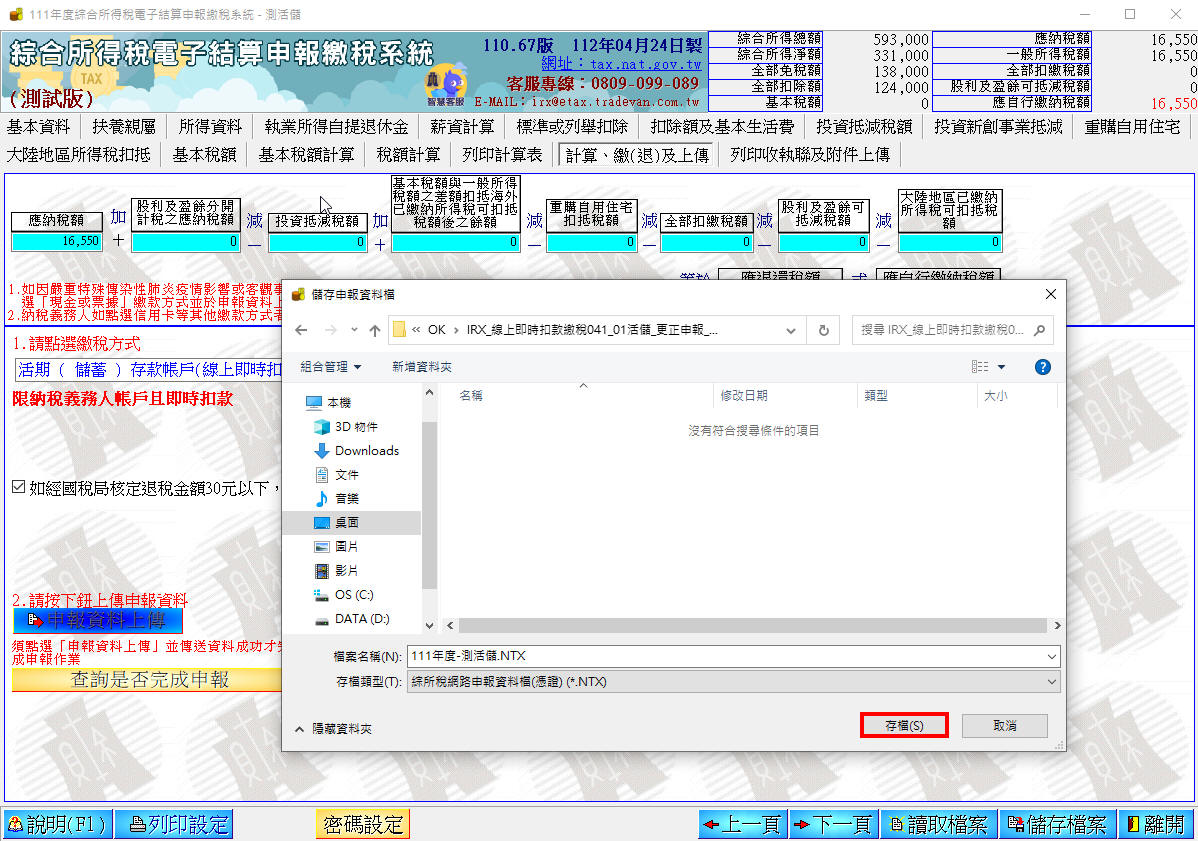 111年度綜合所得稅電子結算申報繳稅系統 - 測活儲
綜合所得稅電子結算申報繳稅系統
TAX
(測試版)
智慧客服
110.67版 112年04月24日製
網址：tax.nat.gov.tw
客服專線：0809-099-089
E-MAIL：irx@etax.tradevan.com.tw
綜合所得總額 593,000 應納稅額 16,550
綜合所得淨額 331,000 一般所得稅額 16,550
全部免稅額 138,000 全部扣繳稅額 0
全部扣除額 124,000 股利及盈餘可抵減稅額 0
基本稅額 0 應自行繳納稅額 16,550
基本資料 扶養親屬 所得資料 執業所得自提退休金 薪資計算 標準或列舉扣除 扣除額及基本生活費 投資抵減稅額 投資新創事業抵減 重購自用住宅
大陸地區所得稅扣抵 基本稅額 基本稅額計算 稅額計算 列印計算表 計算、繳(退)及上傳 列印收執聯及附件上傳
應納稅額
16,550
加
＋
股利及盈餘分開
計稅之應納稅額
0
減
－
投資抵減稅額
0
加
＋
基本稅額與一般所得
稅額之差額扣抵海外
已繳納所得稅可扣抵
稅額後之餘額
0
減
－
重購自用住宅
扣抵稅額
0
減
－
全部扣繳稅額
0
減
－
股利及盈餘可
抵減稅額
0
減
－
大陸地區已繳納
所得稅可扣抵稅
額
0
等於 應退還稅額 或 應自行繳納稅額
1.如因嚴重特殊傳染性肺炎疫情影響或客觀事
選「現金或票據」繳款方式並於申報資料上
2.納稅義務人如點選信用卡等其他繳款方式者
1.請點選繳稅方式
活期 ( 儲蓄 ) 存款帳戶(線上即時扣
限納稅義務人帳戶且即時扣款
如經國稅局核定退稅金額30元以下，
2.請按下鈕上傳申報資料
申報資料上傳
須點選「申報資料上傳」並傳送資料成功才
成申報作業
查詢是否完成申報
儲存申報資料檔
« OK › IRX_線上即時扣款繳稅041_01活儲_更正申報_...
搜尋 IRX_線上即時扣款繳稅0...
組合管理 新增資料夾
名稱 修改日期 類型 大小
沒有符合搜尋條件的項目
本機
3D 物件
Downloads
文件
音樂
桌面
圖片
影片
OS (C:)
DATA (D:)
檔案名稱(N): 111年度-測活儲.NTX
存檔類型(T): 綜所稅網路申報資料檔(憑證) (*.NTX)
隱藏資料夾
存檔(S) 取消
說明(F1) 列印設定 密碼設定 上一頁 下一頁 讀取檔案 儲存檔案 離開